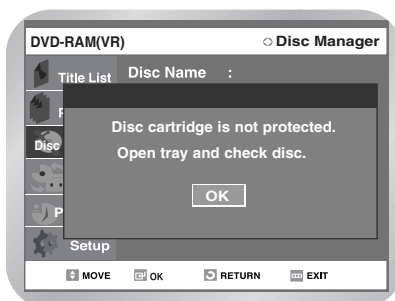 DVD-RAM(VR) Disc Manager
Title List Disc Name :
Disc cartridge is not protected.
Disc
Open tray and check disc.
OK
P
Setup
MOVE OK RETURN EXIT